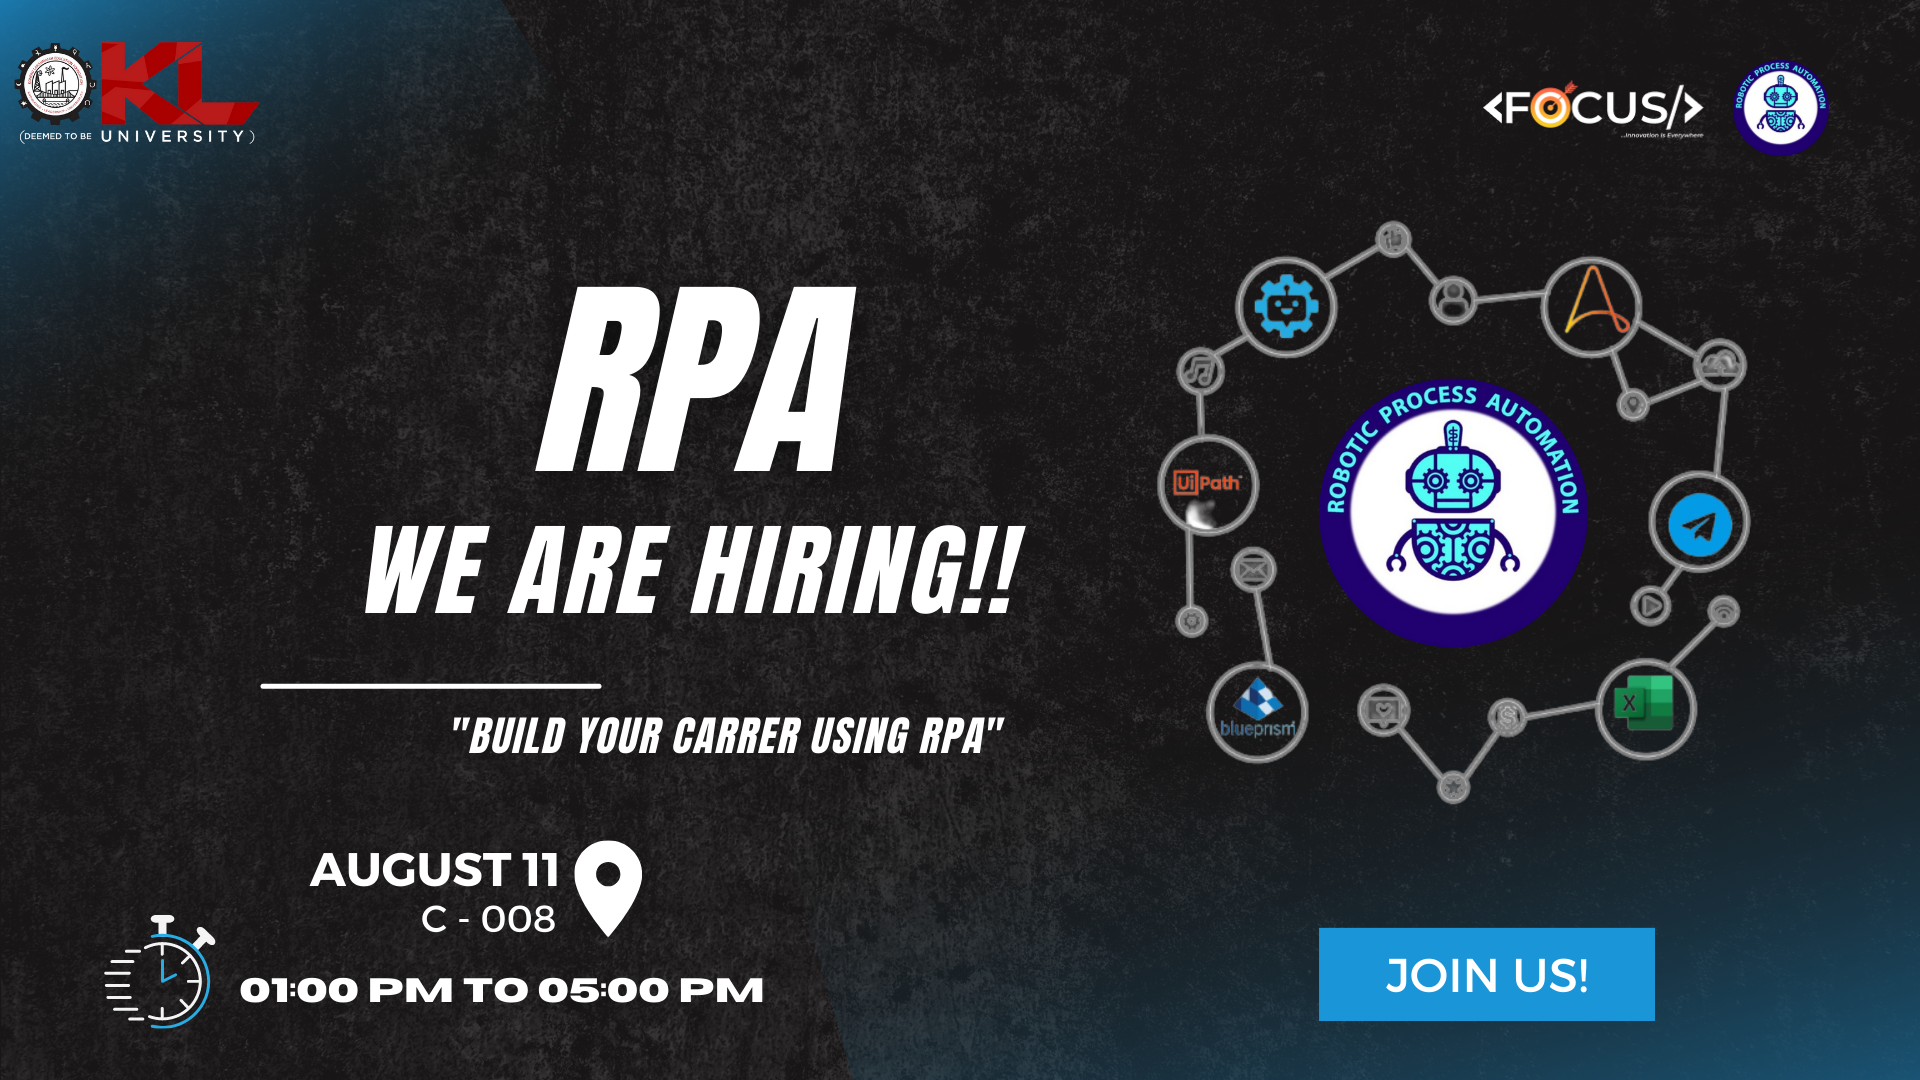 KL
(DEEMED TO BE UNIVERSITY)
<FOCUS/>
...Innovation is Everywhere
ROBOTIC PROCESS AUTOMATION
RPA
WE ARE HIRING!!
"BUILD YOUR CARRER USING RPA"
UiPath
ROBOTIC PROCESS AUTOMATION
blueprism
X
AUGUST 11
C - 008
01:00 PM TO 05:00 PM
JOIN US!